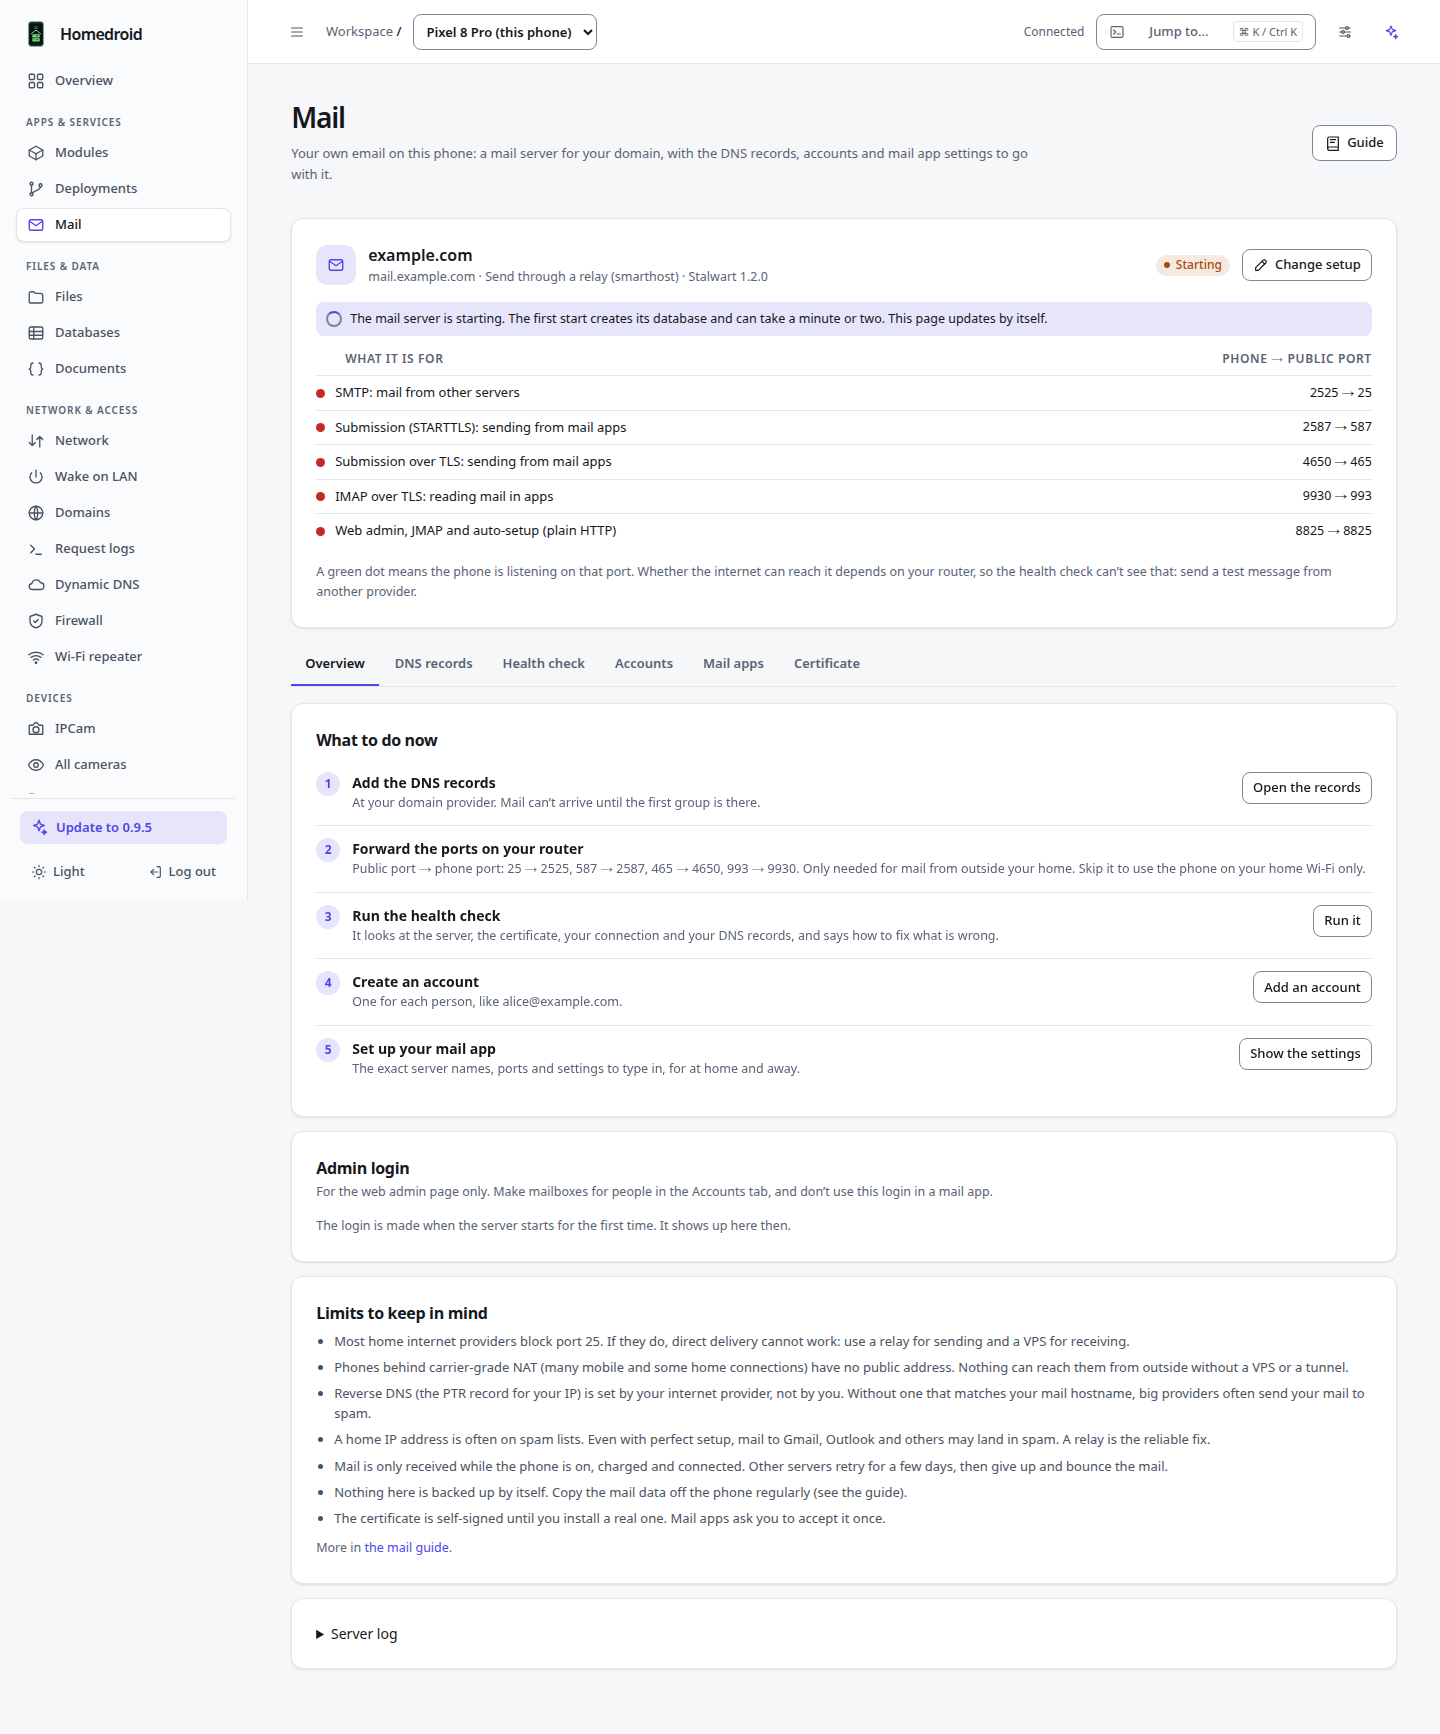 Homedroid
Overview
APPS & SERVICES
Modules
Deployments
Mail
FILES & DATA
Files
Databases
Documents
NETWORK & ACCESS
Network
Wake on LAN
Domains
Request logs
Dynamic DNS
Firewall
Wi-Fi repeater
DEVICES
IPCam
All cameras
Update to 0.9.5
Light
Log out
Workspace /
Pixel 8 Pro (this phone)
Connected
Jump to...
⌘ K / Ctrl K
Mail
Your own email on this phone: a mail server for your domain, with the DNS records, accounts and mail app settings to go
with it.
Guide
example.com
mail.example.com · Send through a relay (smarthost) · Stalwart 1.2.0
Starting
Change setup
The mail server is starting. The first start creates its database and can take a minute or two. This page updates by itself.
WHAT IT IS FOR
PHONE → PUBLIC PORT
SMTP: mail from other servers
2525 → 25
Submission (STARTTLS): sending from mail apps
2587 → 587
Submission over TLS: sending from mail apps
4650 → 465
IMAP over TLS: reading mail in apps
9930 → 993
Web admin, JMAP and auto-setup (plain HTTP)
8825 → 8825
A green dot means the phone is listening on that port. Whether the internet can reach it depends on your router, so the health check can’t see that: send a test message from
another provider.
Overview
DNS records
Health check
Accounts
Mail apps
Certificate
What to do now
1
Add the DNS records
At your domain provider. Mail can’t arrive until the first group is there.
Open the records
2
Forward the ports on your router
Public port → phone port: 25 → 2525, 587 → 2587, 465 → 4650, 993 → 9930. Only needed for mail from outside your home. Skip it to use the phone on your home Wi-Fi only.
3
Run the health check
It looks at the server, the certificate, your connection and your DNS records, and says how to fix what is wrong.
Run it
4
Create an account
One for each person, like alice@example.com.
Add an account
5
Set up your mail app
The exact server names, ports and settings to type in, for at home and away.
Show the settings
Admin login
For the web admin page only. Make mailboxes for people in the Accounts tab, and don’t use this login in a mail app.
The login is made when the server starts for the first time. It shows up here then.
Limits to keep in mind
• Most home internet providers block port 25. If they do, direct delivery cannot work: use a relay for sending and a VPS for receiving.
• Phones behind carrier-grade NAT (many mobile and some home connections) have no public address. Nothing can reach them from outside without a VPS or a tunnel.
• Reverse DNS (the PTR record for your IP) is set by your internet provider, not by you. Without one that matches your mail hostname, big providers often send your mail to
spam.
• A home IP address is often on spam lists. Even with perfect setup, mail to Gmail, Outlook and others may land in spam. A relay is the reliable fix.
• Mail is only received while the phone is on, charged and connected. Other servers retry for a few days, then give up and bounce the mail.
• Nothing here is backed up by itself. Copy the mail data off the phone regularly (see the guide).
• The certificate is self-signed until you install a real one. Mail apps ask you to accept it once.
More in the mail guide.
▶ Server log